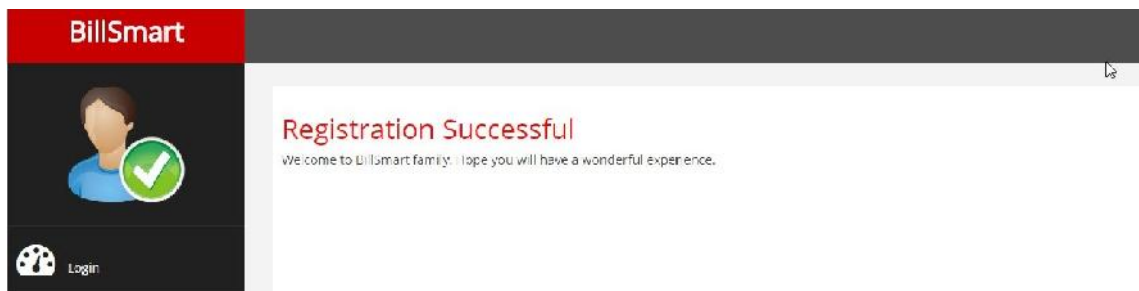 BillSmart
Registration Successful
Welcome to BillSmart family. Hope you will have a wonderful experience.
Login